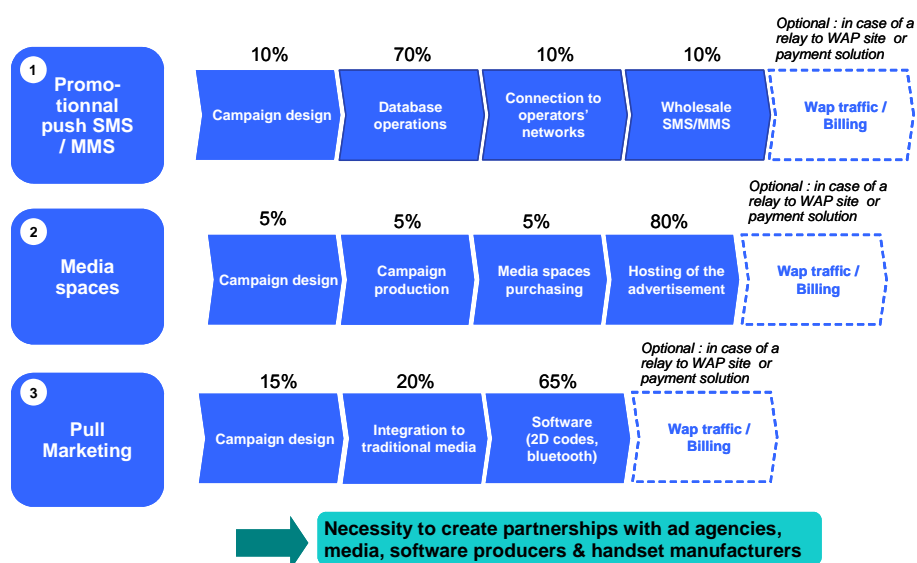 Optional : in case of a
relay to WAP site or
payment solution
1
Promo-
tionnal
push SMS
/ MMS
10%
70%
10%
10%
Campaign design
Database
operations
Connection to
operators'
networks
Wholesale
SMS/MMS
Wap traffic /
Billing
Optional : in case of a
relay to WAP site or
payment solution
2
Media
spaces
5%
5%
5%
80%
Campaign design
Campaign
production
Media spaces
purchasing
Hosting of the
advertisement
Wap traffic /
Billing
Optional : in case of a
relay to WAP site or
payment solution
3
Pull
Marketing
15%
20%
65%
Campaign design
Integration to
traditional media
Software
(2D codes,
bluetooth)
Wap traffic /
Billing
Necessity to create partnerships with ad agencies,
media, software producers & handset manufacturers